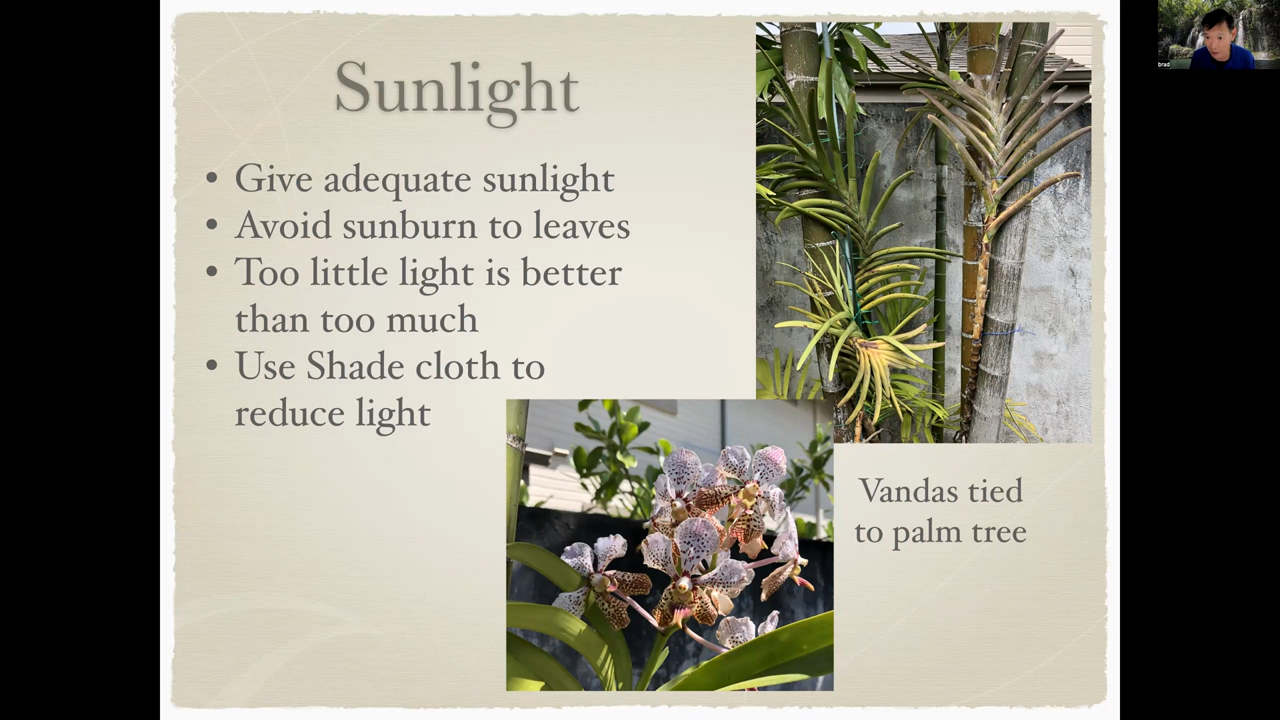 Sunlight
• Give adequate sunlight
• Avoid sunburn to leaves
• Too little light is better
than too much
• Use Shade cloth to
reduce light
Vandas tied
to palm tree
brad